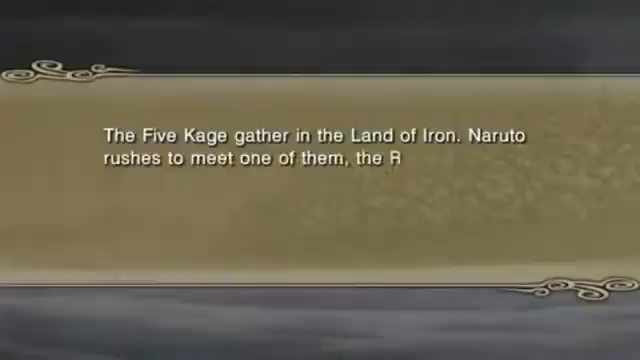 The Five Kage gather in the Land of Iron. Naruto
rushes to meet one of them, the R